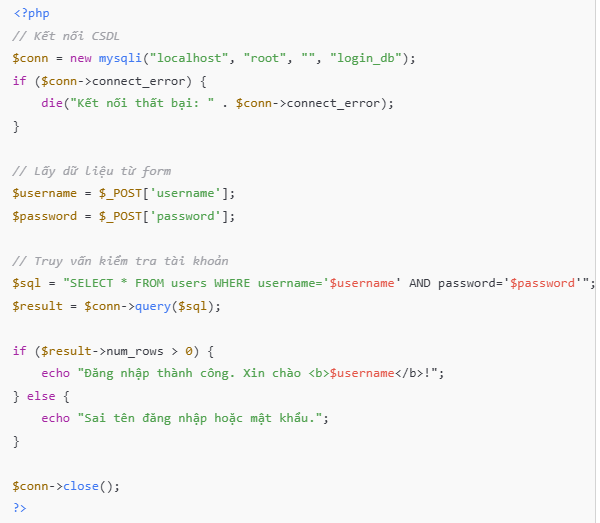 <?php
// Kết nối CSDL
$conn = new mysqli("localhost", "root", "", "login_db");
if ($conn->connect_error) {
    die("Kết nối thất bại: " . $conn->connect_error);
}

// Lấy dữ liệu từ form
$username = $_POST['username'];
$password = $_POST['password'];

// Truy vấn kiểm tra tài khoản
$sql = "SELECT * FROM users WHERE username='$username' AND password='$password'";
$result = $conn->query($sql);

if ($result->num_rows > 0) {
    echo "Đăng nhập thành công. Xin chào <b>$username</b>!";
} else {
    echo "Sai tên đăng nhập hoặc mật khẩu.";
}

$conn->close();
?>